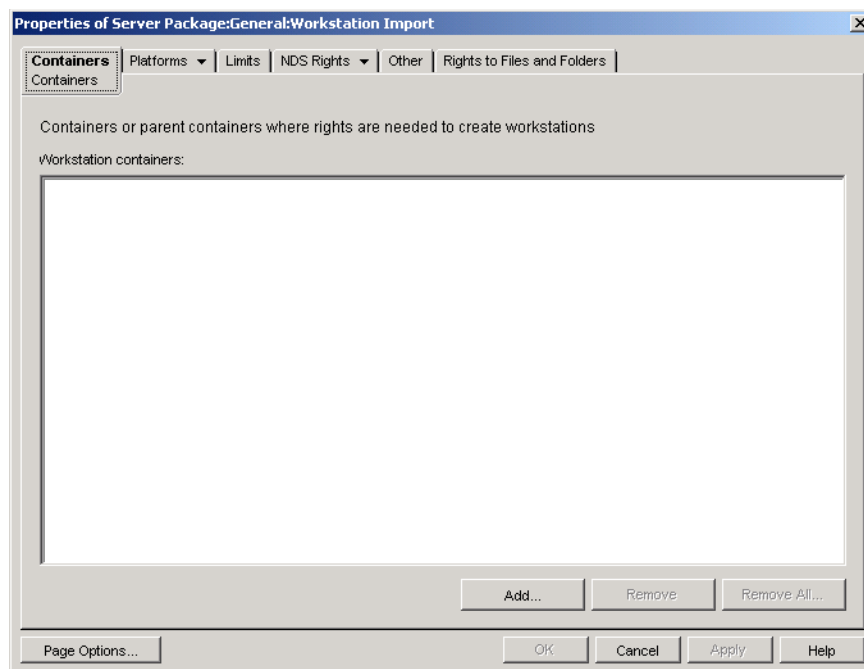 Properties of Server Package:General:Workstation Import
Containers Platforms Limits NDS Rights Other Rights to Files and Folders
Containers
Containers or parent containers where rights are needed to create workstations
Workstation containers:
Add... Remove Remove All...
Page Options... OK Cancel Apply Help